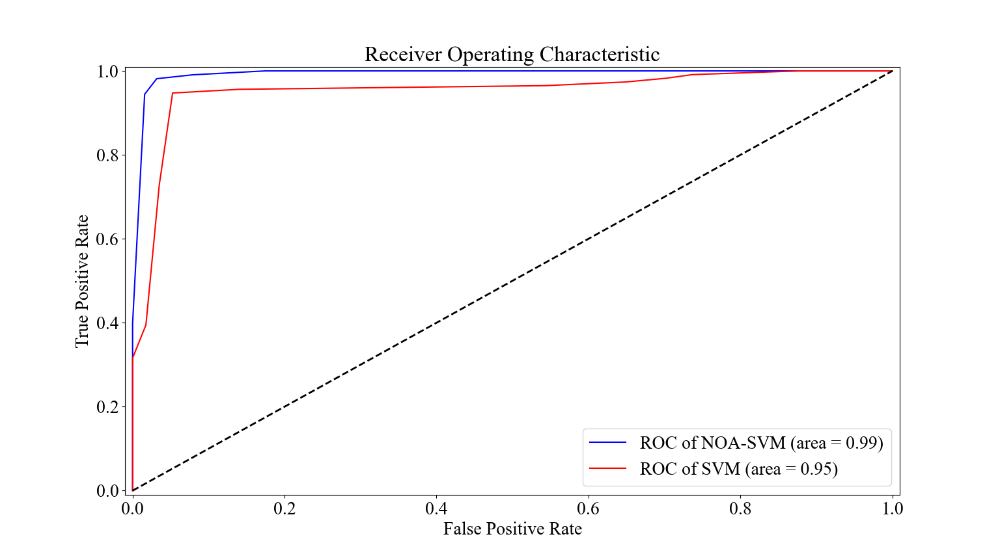 Receiver Operating Characteristic
1.0
0.8
0.6
0.4
0.2
0.0
True Positive Rate
ROC of NOA-SVM (area = 0.99)
ROC of SVM (area = 0.95)
0.0 0.2 0.4 0.6 0.8 1.0
False Positive Rate